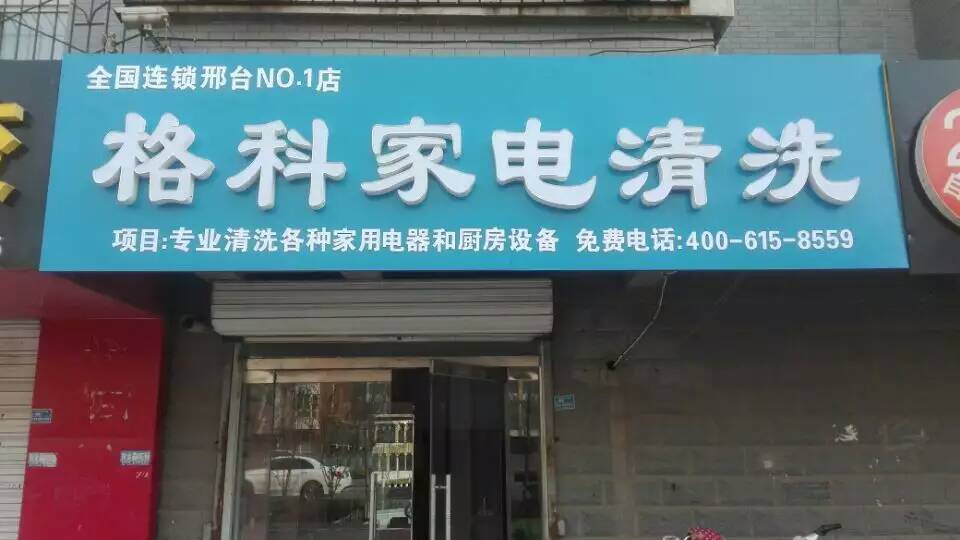 全国连锁邢台NO.1店
格科家电清洗
项目:专业清洗各种家用电器和厨房设备 免费电话:400-615-8559